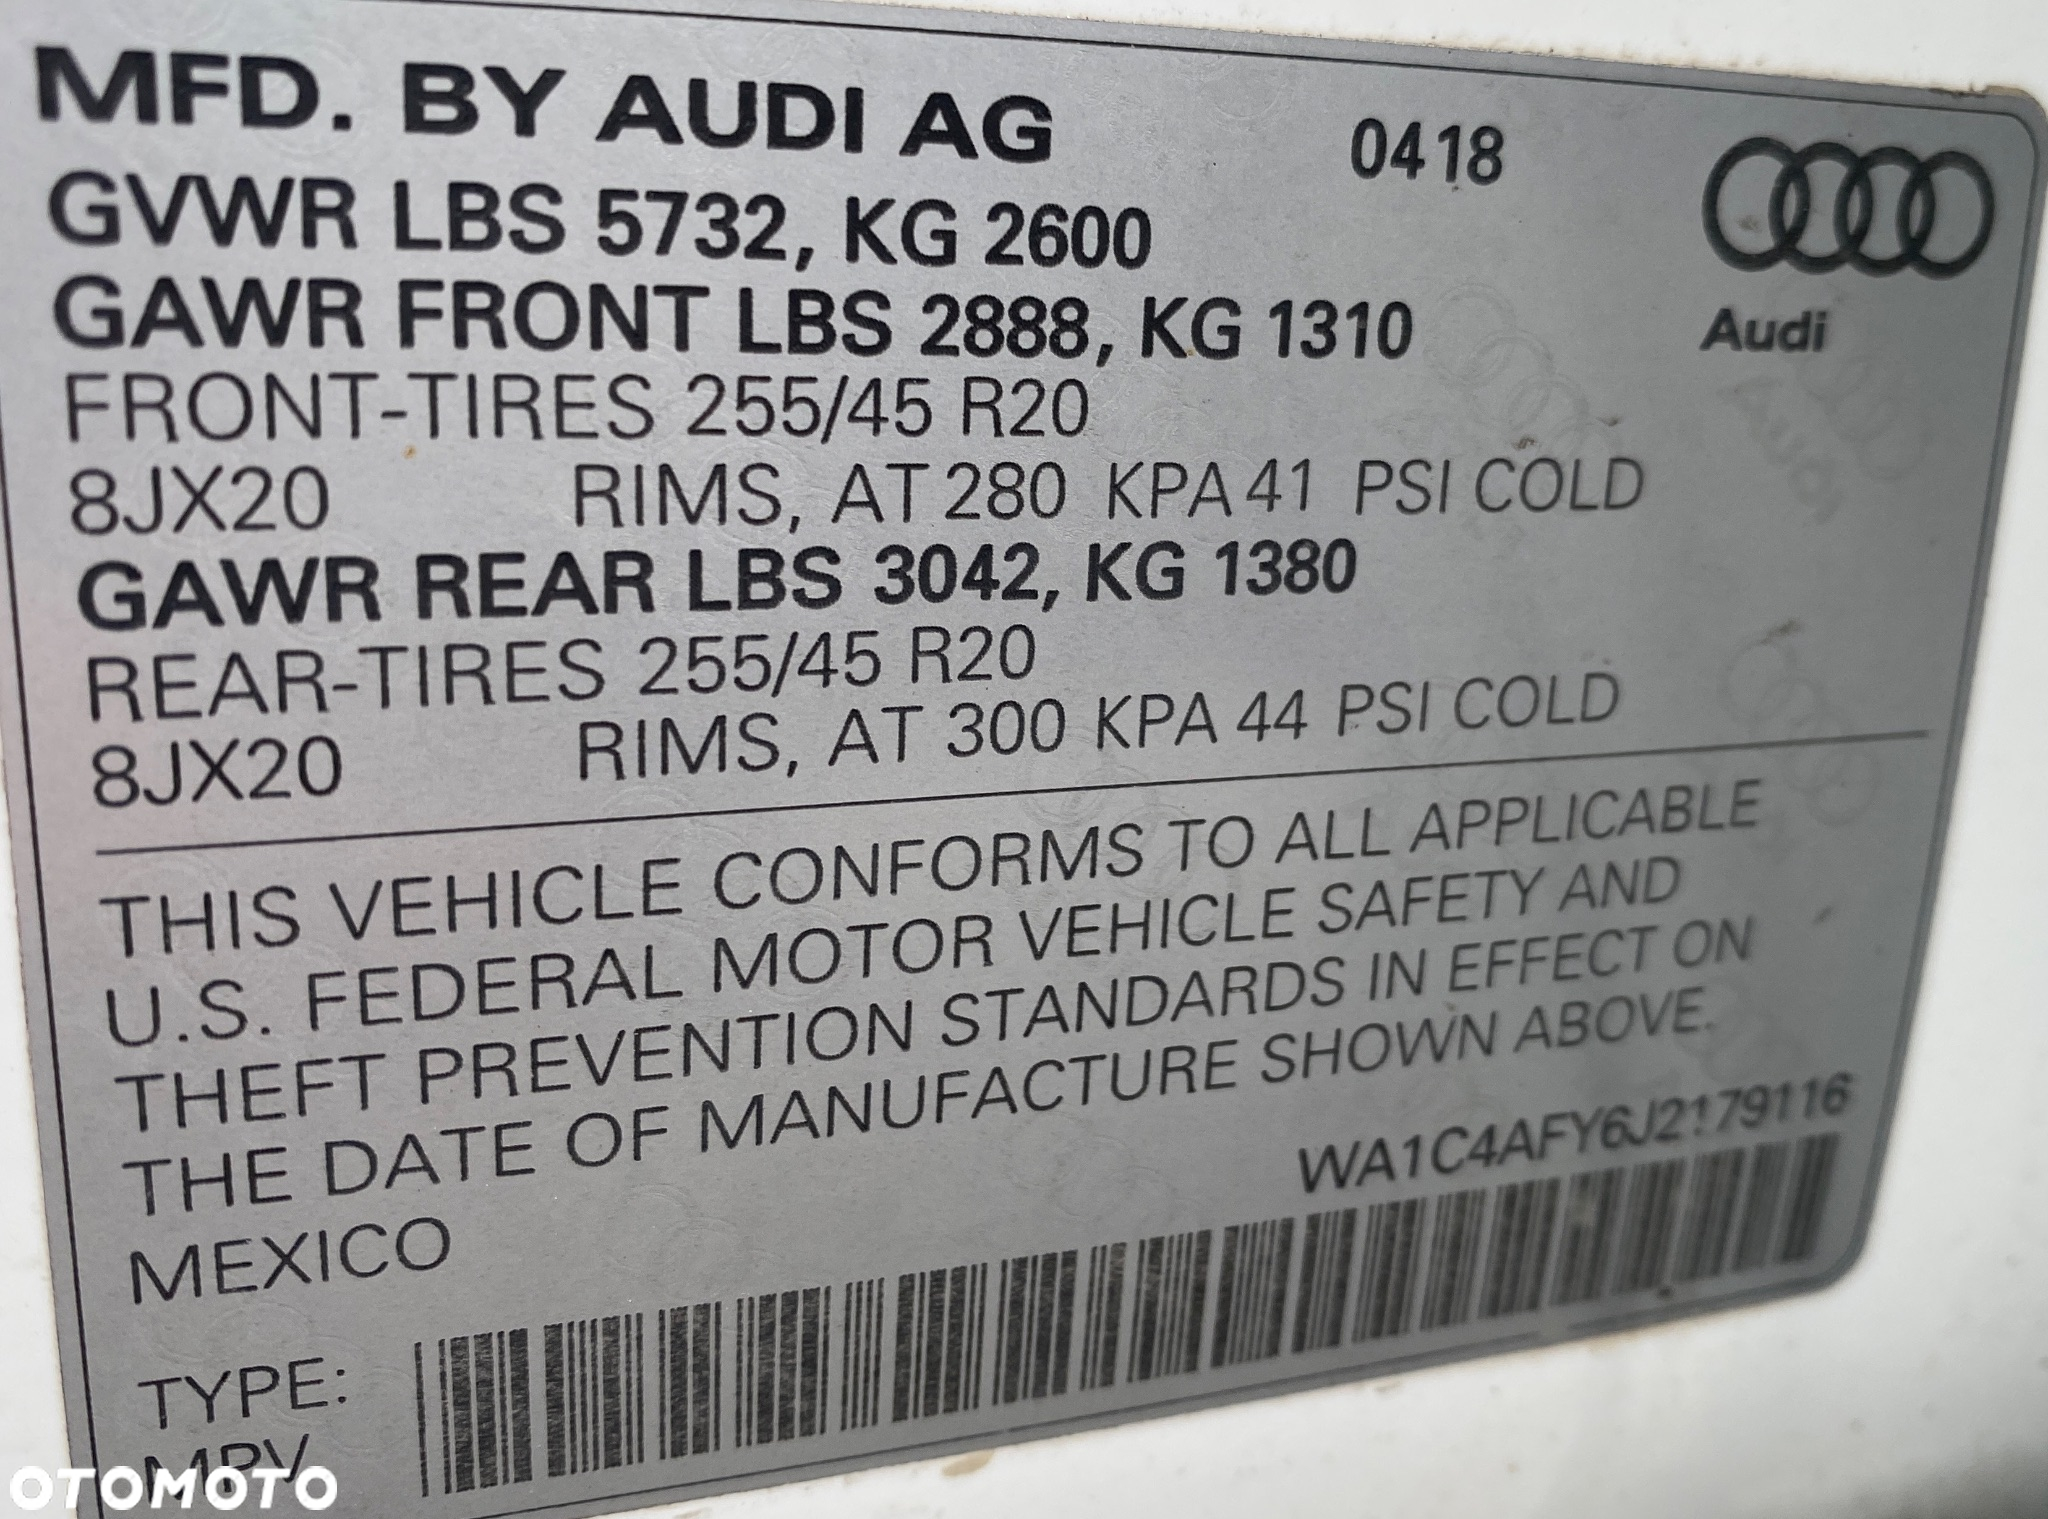 MFD. BY AUDI AG 0418
GVWR LBS 5732, KG 2600
GAWR FRONT LBS 2888, KG 1310
Audi
FRONT-TIRES 255/45 R20
8JX20 RIMS, AT 280 KPA 41 PSI COLD
GAWR REAR LBS 3042, KG 1380
REAR-TIRES 255/45 R20
8JX20 RIMS, AT 300 KPA 44 PSI COLD
THIS VEHICLE CONFORMS TO ALL APPLICABLE
U.S. FEDERAL MOTOR VEHICLE SAFETY AND
THEFT PREVENTION STANDARDS IN EFFECT ON
THE DATE OF MANUFACTURE SHOWN ABOVE.
MEXICO WA1C4AFY6J2179116
TYPE:
MPV
OTOMOTO